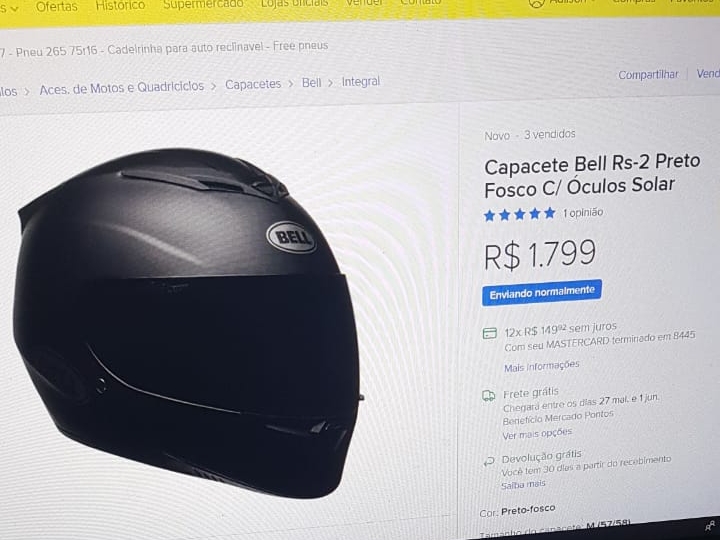 Ofertas Histórico Supermercado Lojas oficiais Vender Contato
7 - Pneu 265 75r16 - Cadeirinha para auto reclinavel - Free pneus
Aces. de Motos e Quadriciclos > Capacetes > Bell > Integral
Compartilhar Vend
BELL
Novo - 3 vendidos
Capacete Bell Rs-2 Preto
Fosco C/ Óculos Solar
1 opinião
R$ 1.799
Enviando normalmente
12x R$ 149⁹² sem juros
Com seu MASTERCARD terminado em 8445
Mais informações
Frete grátis
Chegará entre os dias 27 mai. e 1 jun.
Benefício Mercado Pontos
Ver mais opções
Devolução grátis
Você tem 30 dias a partir do recebimento
Saiba mais
Cor: Preto-fosco
Tamanho do capacete: M (57/58)